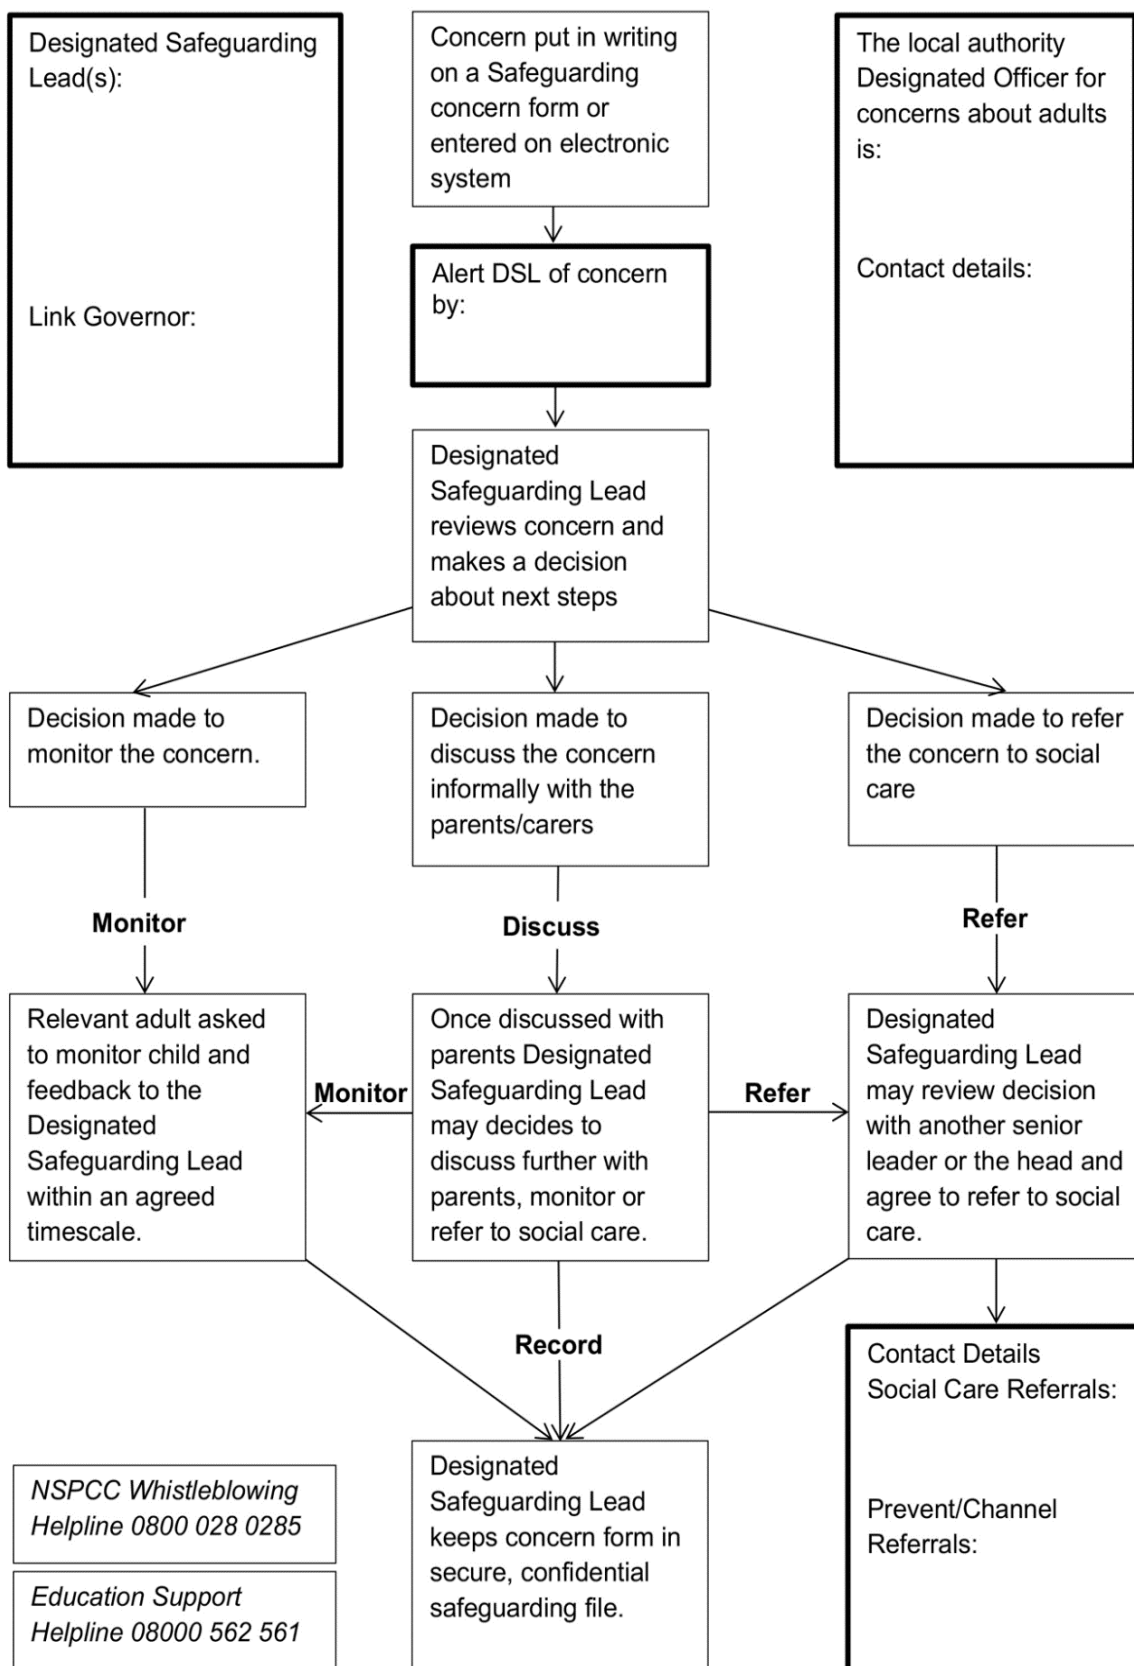 Designated Safeguarding
Lead(s):
Link Governor:
Concern put in writing
on a Safeguarding
concern form or
entered on electronic
system
The local authority
Designated Officer for
concerns about adults
is:
Contact details:
Alert DSL of concern
by:
Designated
Safeguarding Lead
reviews concern and
makes a decision
about next steps
Decision made to
monitor the concern.
Decision made to
discuss the concern
informally with the
parents/carers
Decision made to refer
the concern to social
care
Monitor
Discuss
Refer
Relevant adult asked
to monitor child and
feedback to the
Designated
Safeguarding Lead
within an agreed
timescale.
Monitor
Once discussed with
parents Designated
Safeguarding Lead
may decides to
discuss further with
parents, monitor or
refer to social care.
Refer
Designated
Safeguarding Lead
may review decision
with another senior
leader or the head and
agree to refer to social
care.
Record
Contact Details
Social Care Referrals:
Prevent/Channel
Referrals:
Designated
Safeguarding Lead
keeps concern form in
secure, confidential
safeguarding file.
NSPCC Whistleblowing
Helpline 0800 028 0285
Education Support
Helpline 08000 562 561